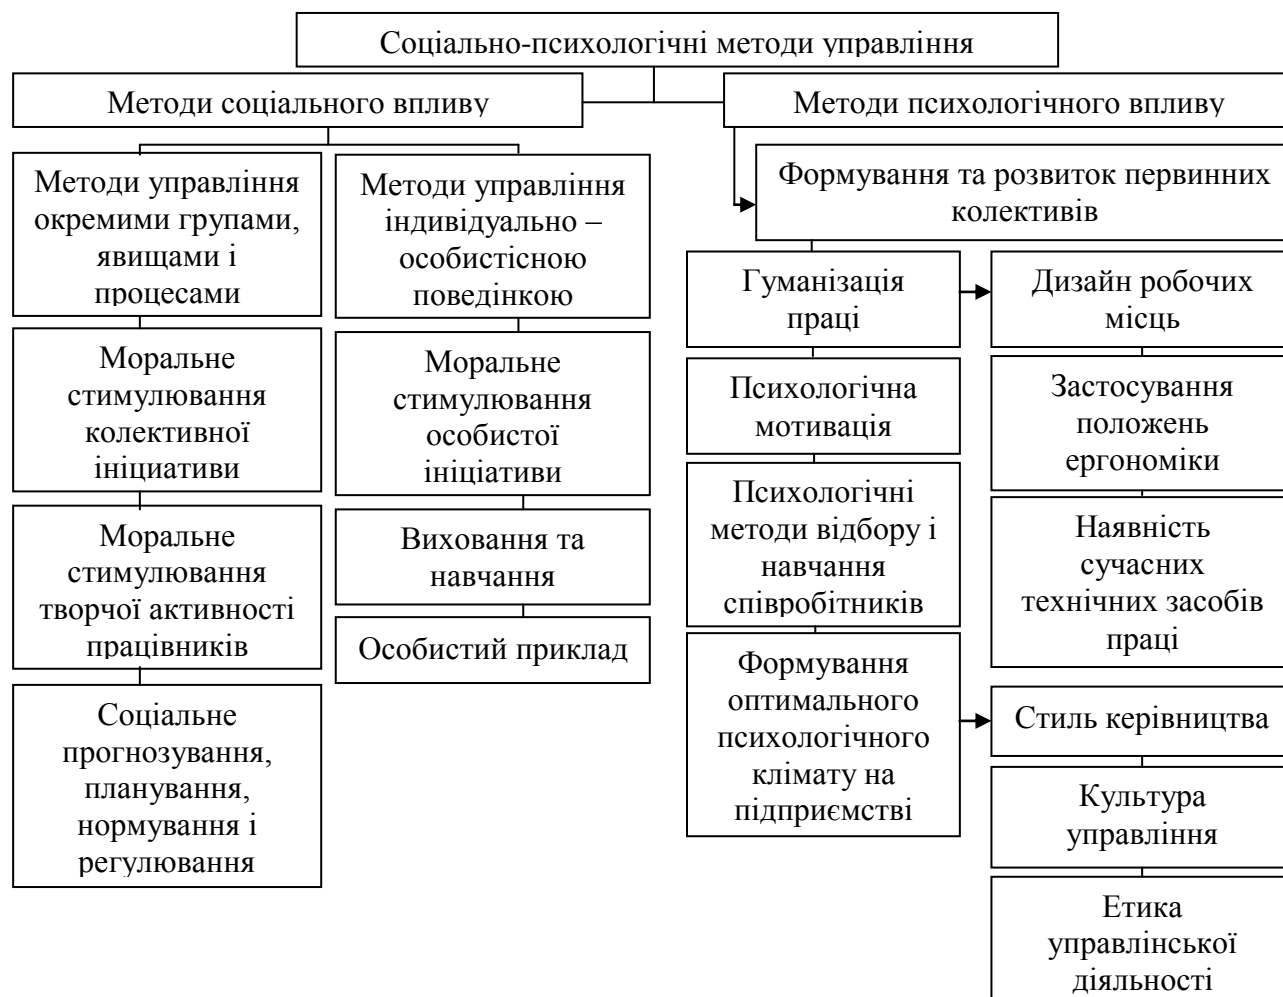 Соціально-психологічні методи управління
Методи соціального впливу
Методи психологічного впливу
Методи управління
окремими групами,
явищами і
процесами
Методи управління
індивідуально –
особистісною
поведінкою
Формування та розвиток первинних
колективів
Гуманізація
праці
Дизайн робочих
місць
Моральне
стимулювання
колективної
ініциативи
Моральне
стимулювання
особистої
ініціативи
Психологічна
мотивація
Застосування
положень
ергономіки
Моральне
стимулювання
творчої активності
працівників
Виховання та
навчання
Психологічні
методи відбору і
навчання
співробітників
Наявність
сучасних
технічних засобів
праці
Особистий приклад
Формування
оптимального
психологічного
клімату на
підприємстві
Соціальне
прогнозування,
планування,
нормування і
регулювання
Стиль керівництва
Культура
управління
Етика
управлінської
діяльності